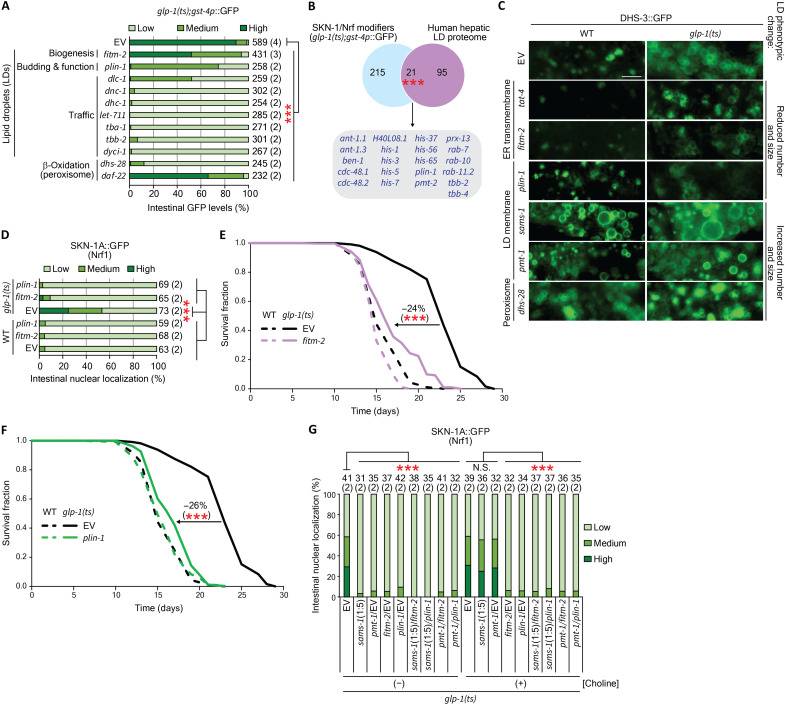 A
glp-1(ts);gst-4p::GFP
Low Medium High
EV 589 (4)
Biogenesis fitm-2 431 (3)
Budding & function plin-1 258 (2)
dlc-1 259 (2)
dnc-1 302 (2)
dhc-1 254 (2)
Traffic let-711 285 (2)
tba-1 271 (2)
tbb-2 301 (2)
dyci-1 267 (2)
β-Oxidation dhs-28 245 (2)
(peroxisome) daf-22 232 (2)
Lipid droplets (LDs)
***
0 20 40 60 80 100
Intestinal GFP levels (%)
B
SKN-1/Nrf modifiers
(glp-1(ts);gst-4p::GFP)
Human hepatic
LD proteome
215 21 95
***
ant-1.1 H40L08.1 his-37 prx-13
ant-1.3 his-1 his-56 rab-7
ben-1 his-3 his-65 rab-10
cdc-48.1 his-5 plin-1 rab-11.2
cdc-48.2 his-7 pmt-2 tbb-2
tbb-4
C
DHS-3::GFP
WT glp-1(ts)
LD phenotypic
change:
EV
tat-4
fitm-2
plin-1
sams-1
pmt-1
dhs-28
ER transmembrane
LD membrane
Peroxisome
Reduced number
and size
Increased number
and size
D
SKN-1A::GFP
(Nrf1)
Low Medium High
glp-1(ts)
plin-1 69 (2)
fitm-2 65 (2)
EV 73 (2)
WT
plin-1 59 (2)
fitm-2 68 (2)
EV 63 (2)
***
0 20 40 60 80 100
Intestinal nuclear localization (%)
E
Survival fraction
1.0
0.8
0.6
0.4
0.2
0.0
0 5 10 15 20 25 30
Time (days)
WT glp-1(ts)
EV
fitm-2
–24%
(***)
F
Survival fraction
1.0
0.8
0.6
0.4
0.2
0.0
0 5 10 15 20 25 30
Time (days)
WT glp-1(ts)
EV
plin-1
–26%
(***)
G
SKN-1A::GFP
(Nrf1)
*** N.S. ***
41 31 35 37 42 38 35 41 32 39 36 32 32 34 37 37 36 35
(2) (2) (2) (2) (2) (2) (2) (2) (2) (2) (2) (2) (2) (2) (2) (2) (2) (2)
Intestinal nuclear localization (%)
100
80
60
40
20
0
Low
Medium
High
EV
sams-1(1:5)
pmt-1/EV
fitm-2/EV
plin-1/EV
sams-1(1:5)/fitm-2
sams-1(1:5)/plin-1
pmt-1/fitm-2
pmt-1/plin-1
EV
sams-1(1:5)
pmt-1/EV
fitm-2/EV
plin-1/EV
sams-1(1:5)/fitm-2
sams-1(1:5)/plin-1
pmt-1/fitm-2
pmt-1/plin-1
(–) (+) [Choline]
glp-1(ts)